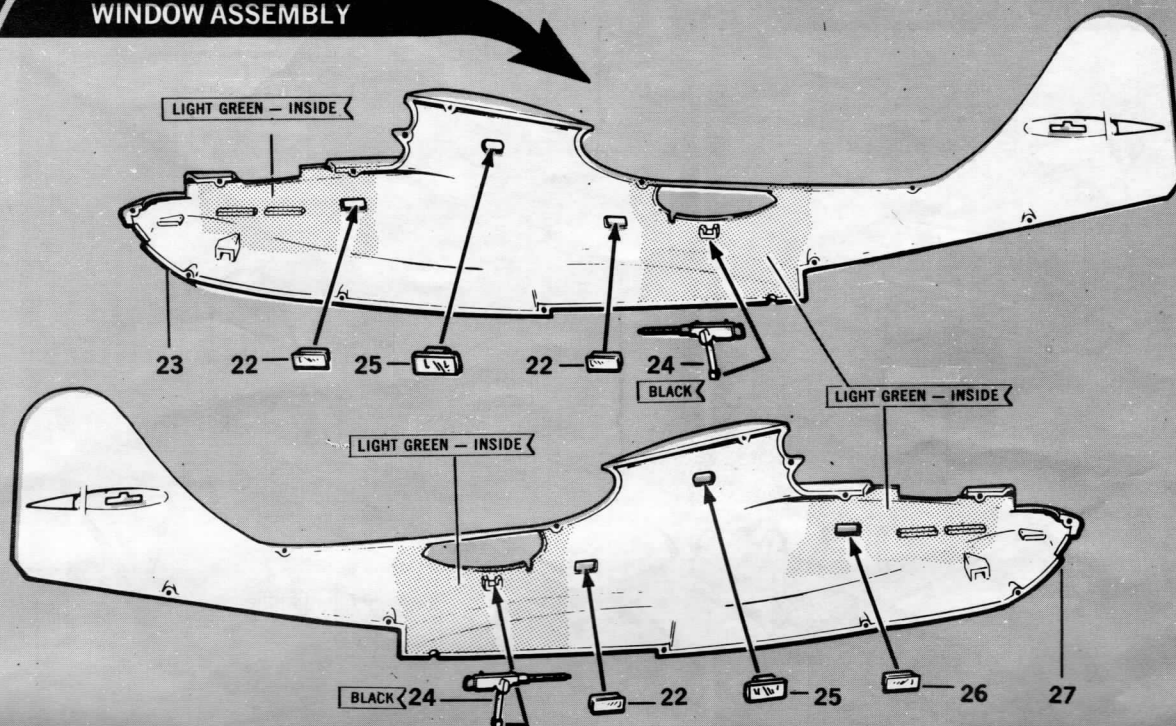 WINDOW ASSEMBLY
LIGHT GREEN — INSIDE
23
22
25
22
24
BLACK
LIGHT GREEN — INSIDE
LIGHT GREEN — INSIDE
BLACK
24
22
25
26
27